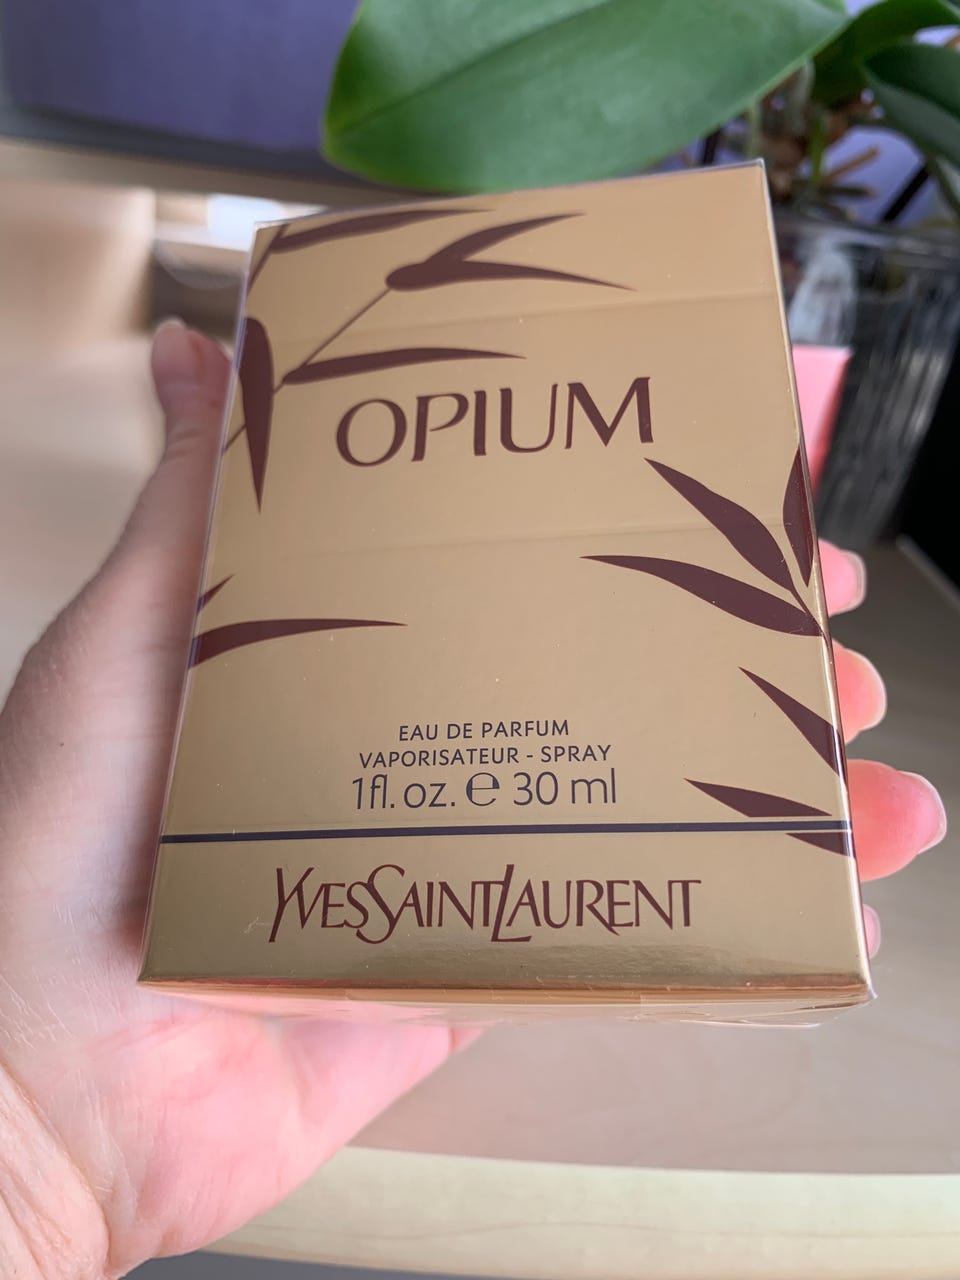 OPIUM
EAU DE PARFUM
VAPORISATEUR - SPRAY
1fl. oz. ℮ 30 ml
YVESSAINTLAURENT